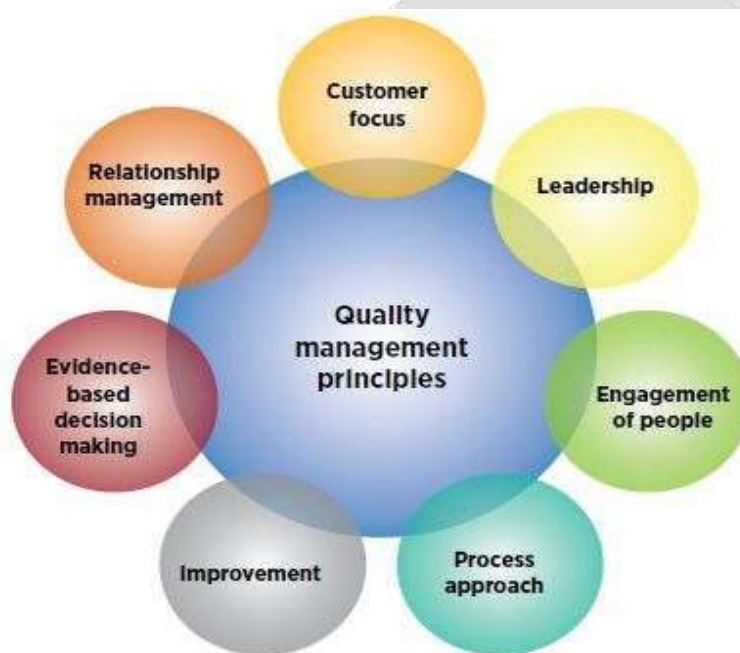 Customer
focus
Leadership
Engagement
of people
Process
approach
Improvement
Evidence-
based
decision
making
Relationship
management
Quality
management
principles